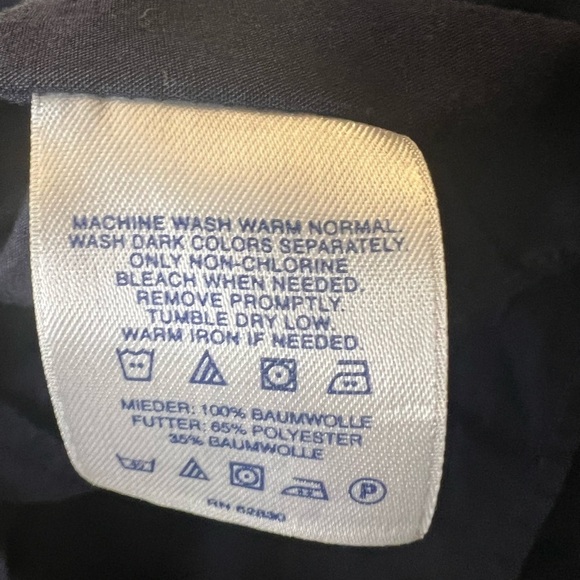 MACHINE WASH WARM NORMAL.
WASH DARK COLORS SEPARATELY.
ONLY NON-CHLORINE
BLEACH WHEN NEEDED.
REMOVE PROMPTLY.
TUMBLE DRY LOW.
WARM IRON IF NEEDED.
MIEDER: 100% BAUMWOLLE
FUTTER: 65% POLYESTER
35% BAUMWOLLE
P
RN 62830